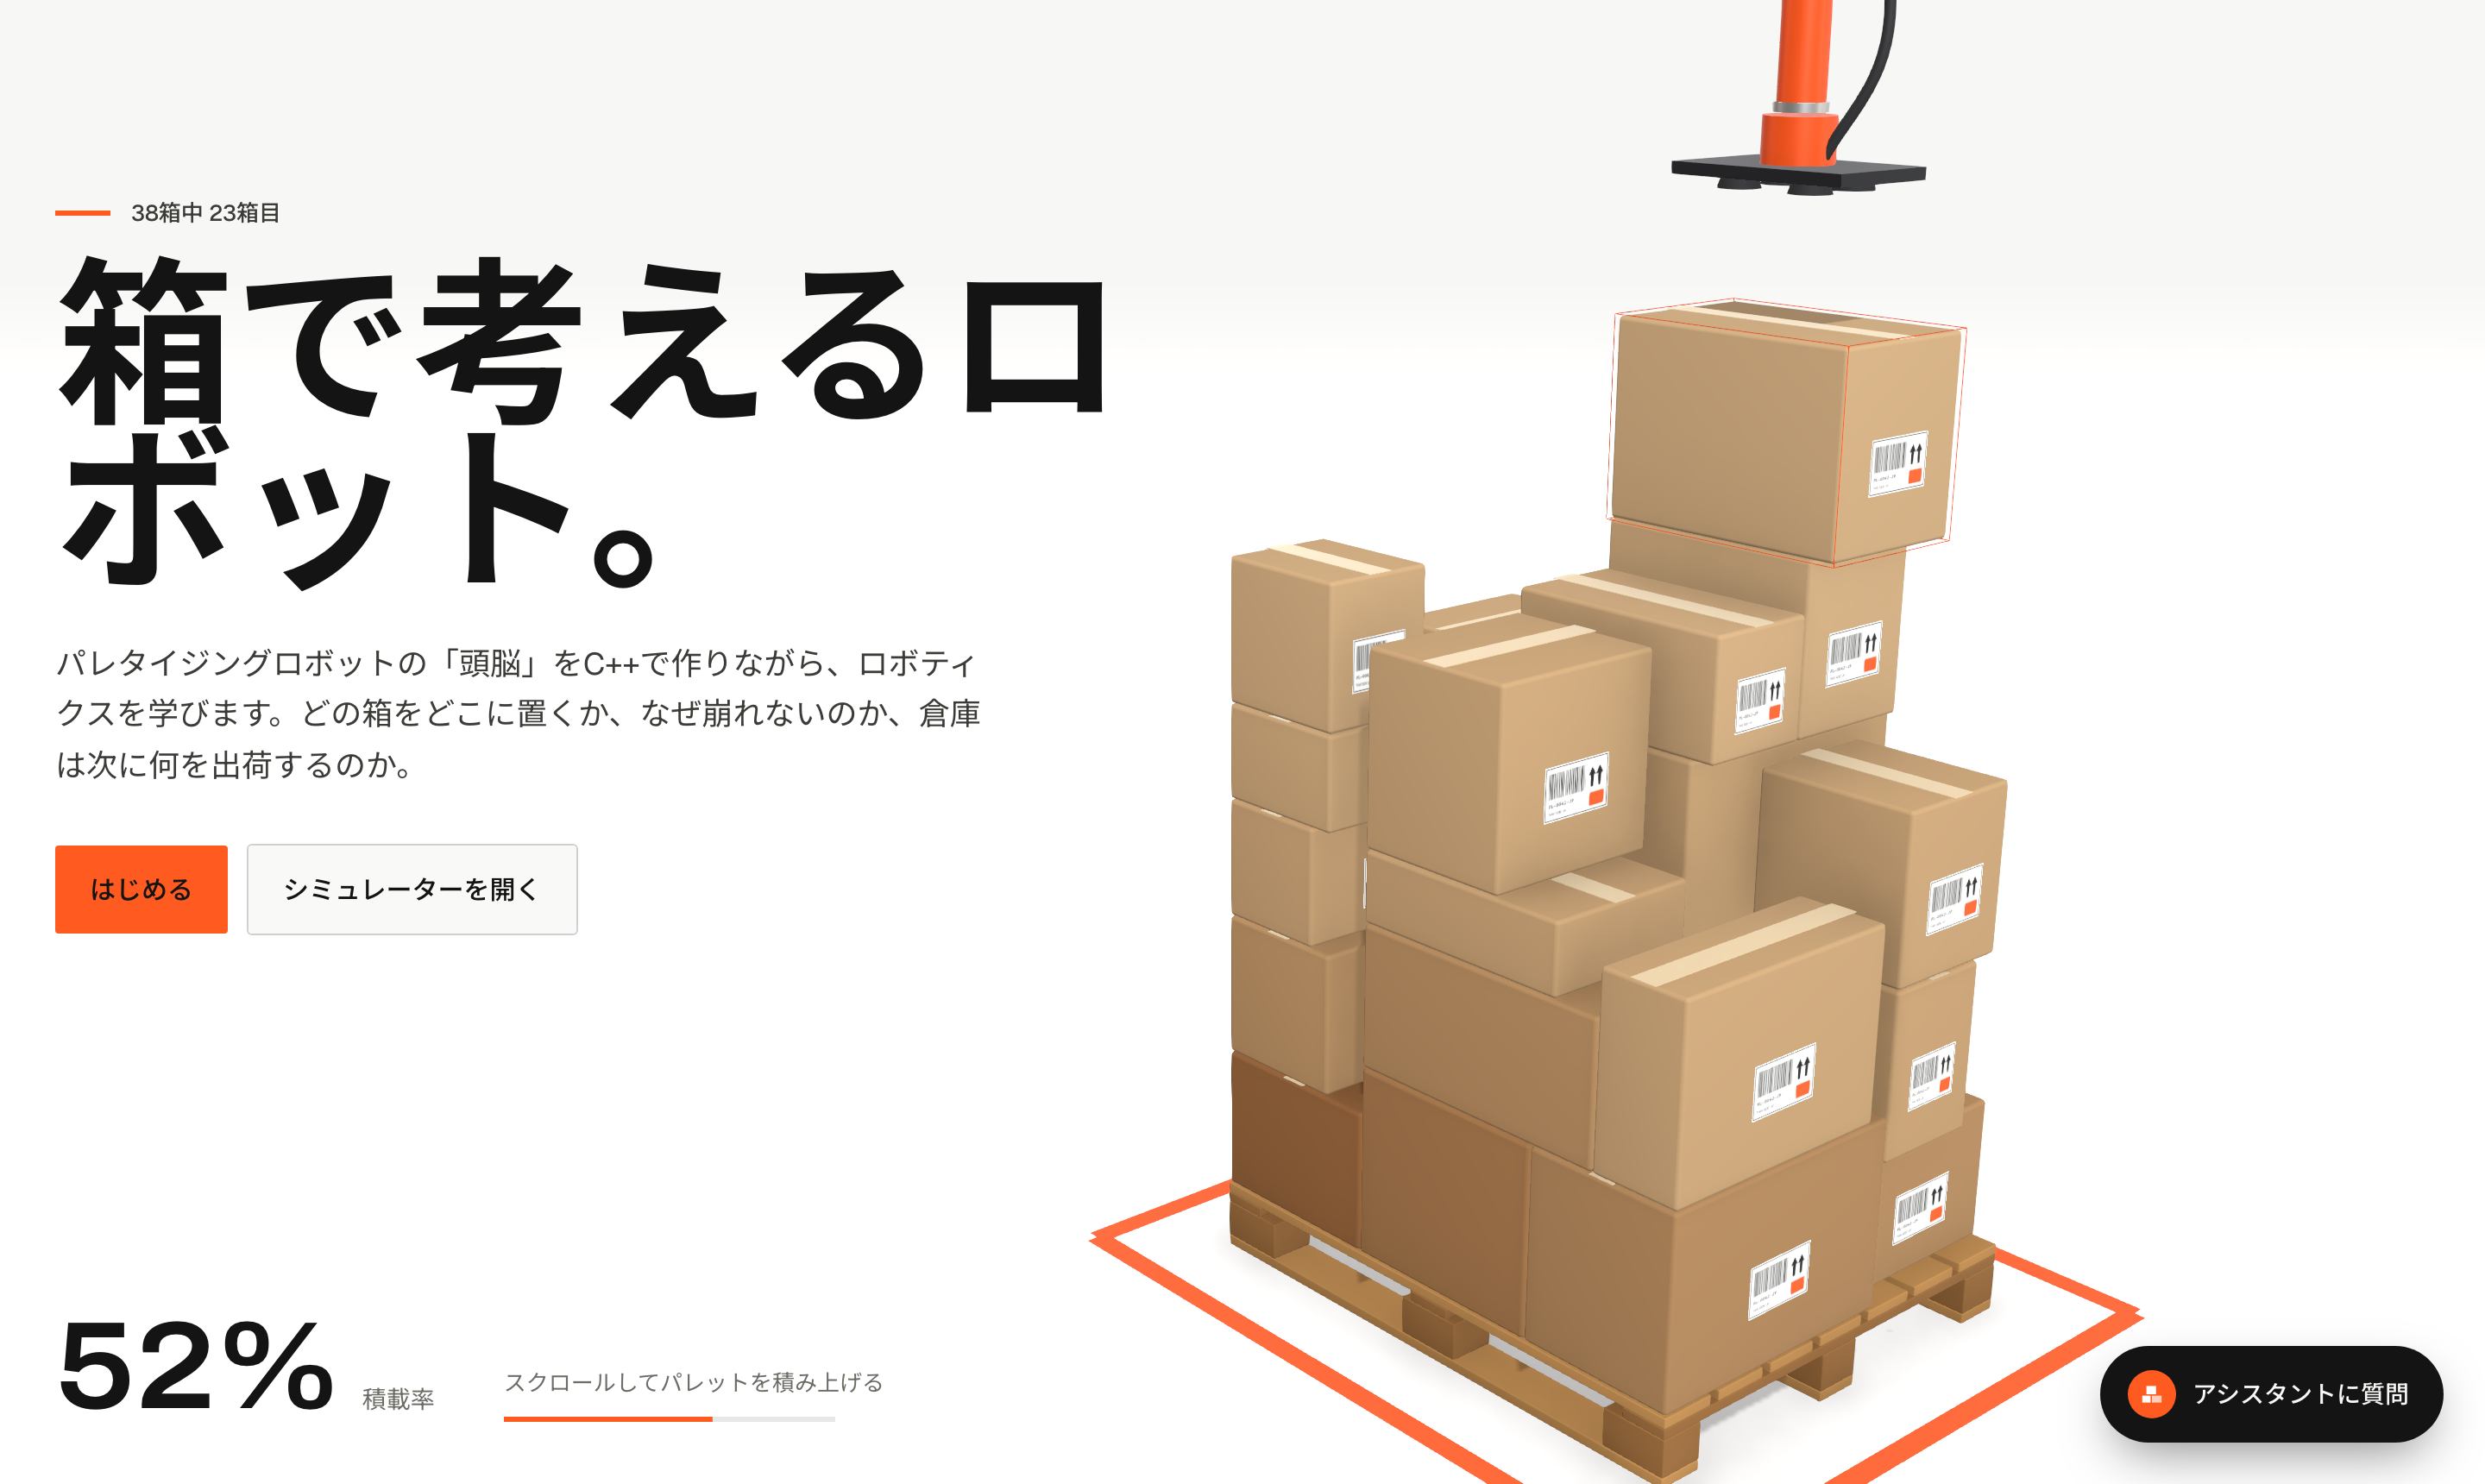 38箱中 23箱目
箱で考えるロ
ボット。
パレタイジングロボットの「頭脳」をC++で作りながら、ロボティ
クスを学びます。どの箱をどこに置くか、なぜ崩れないのか、倉庫
は次に何を出荷するのか。
はじめる
シミュレーターを開く
52%
積載率
スクロールしてパレットを積み上げる
アシスタントに質問